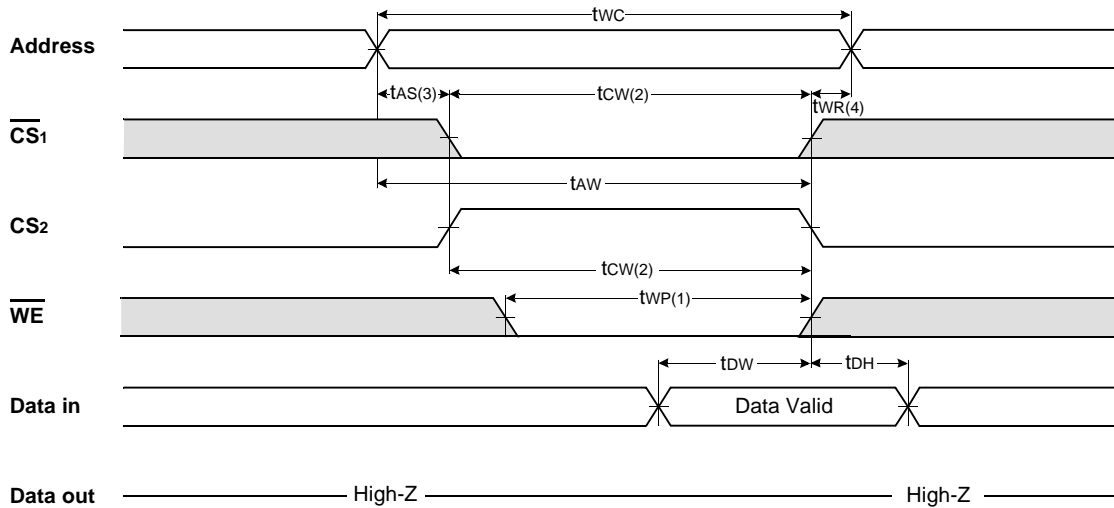 tWC
Address
tAS(3)
tCW(2)
tWR(4)
CS1
tAW
CS2
tCW(2)
tWP(1)
WE
tDW
tDH
Data in
Data Valid
Data out
High-Z
High-Z